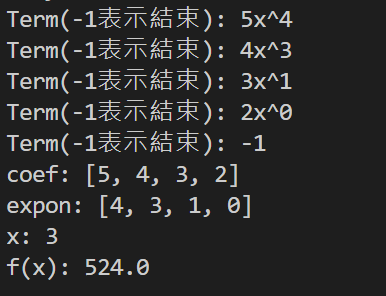 Term(-1表示結束): 5x^4
Term(-1表示結束): 4x^3
Term(-1表示結束): 3x^1
Term(-1表示結束): 2x^0
Term(-1表示結束): -1
coef: [5, 4, 3, 2]
expon: [4, 3, 1, 0]
x: 3
f(x): 524.0